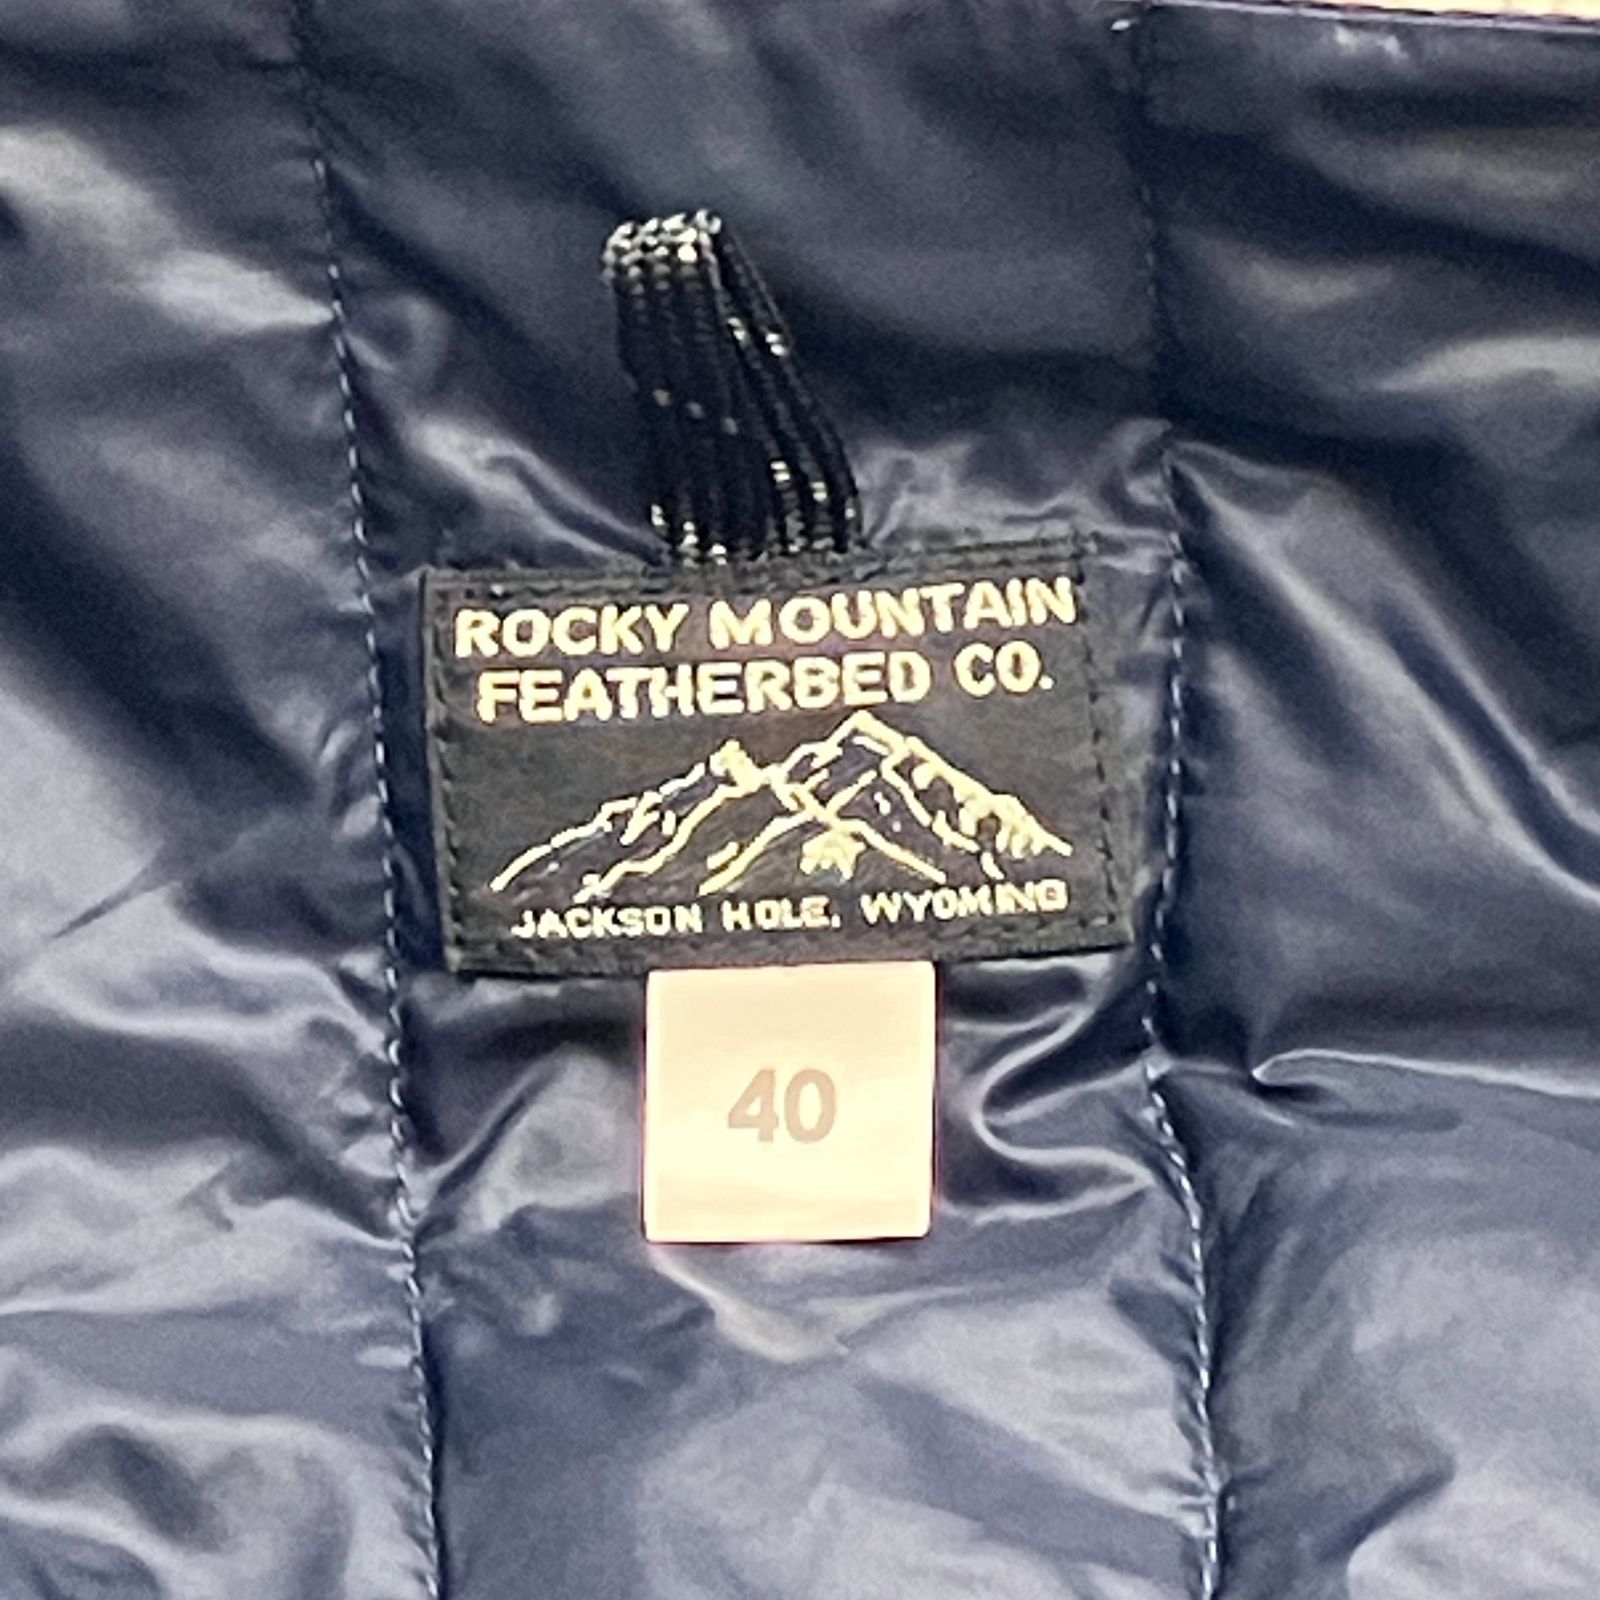 ROCKY MOUNTAIN
FEATHERBED CO.
JACKSON HOLE, WYOMING
40